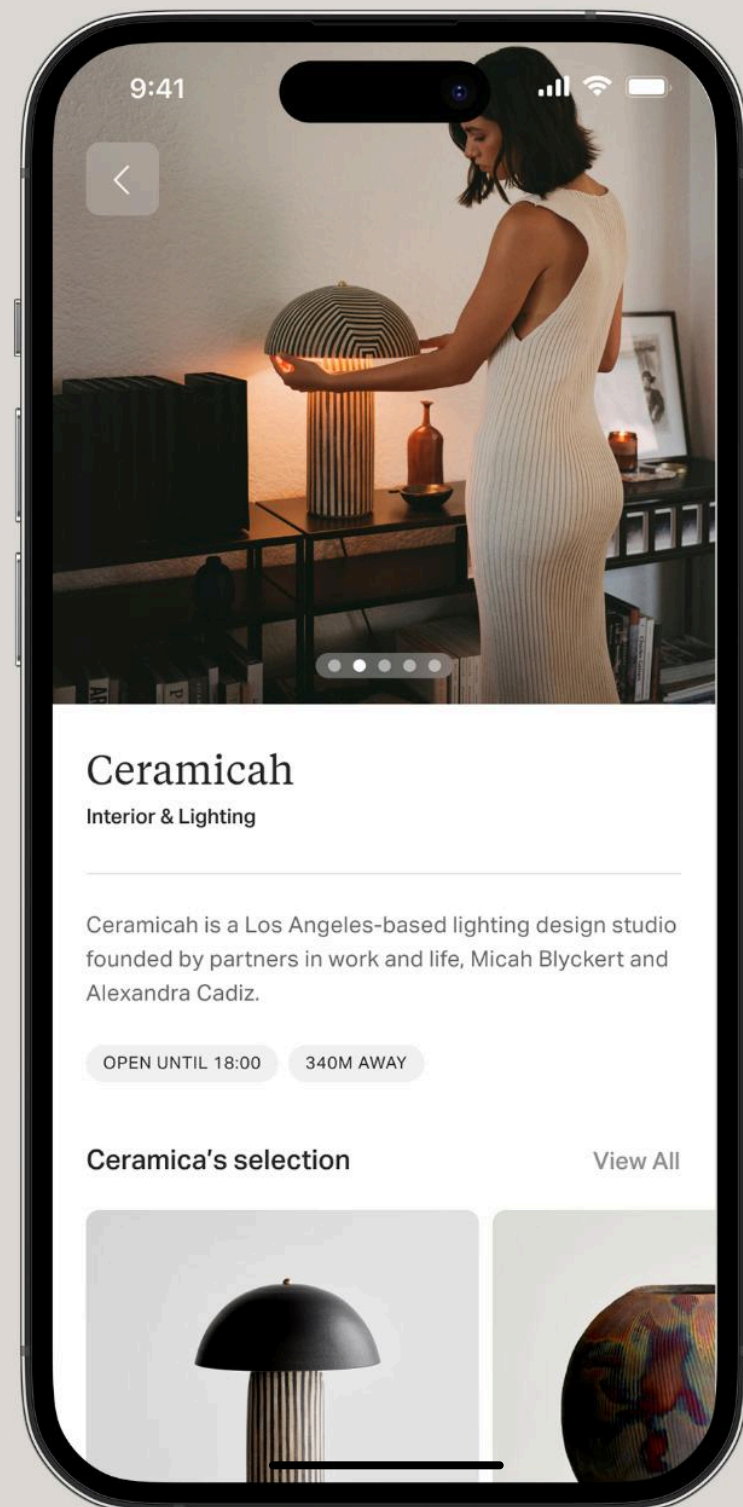 9:41
Ceramicah
Interior & Lighting
Ceramicah is a Los Angeles-based lighting design studio
founded by partners in work and life, Micah Blyckert and
Alexandra Cadiz.
OPEN UNTIL 18:00
340M AWAY
Ceramica’s selection
View All